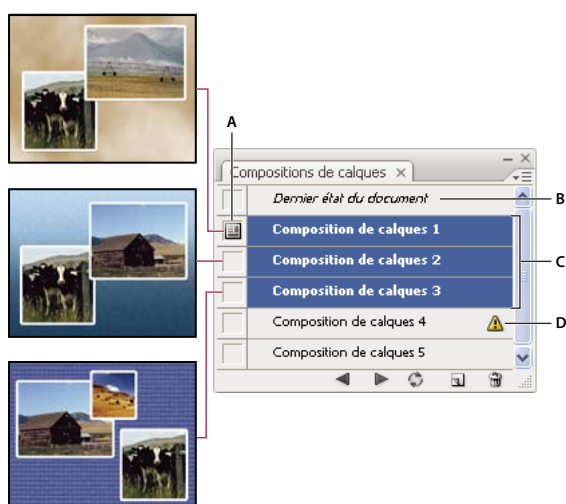 A
Compositions de calques
Dernier état du document
B
Composition de calques 1
Composition de calques 2
C
Composition de calques 3
Composition de calques 4
D
Composition de calques 5